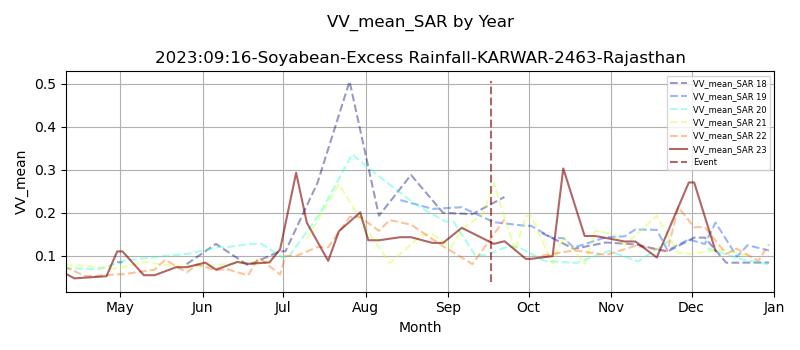 VV_mean_SAR by Year
2023:09:16-Soyabean-Excess Rainfall-KARWAR-2463-Rajasthan
VV_mean
0.5
0.4
0.3
0.2
0.1
VV_mean_SAR 18
VV_mean_SAR 19
VV_mean_SAR 20
VV_mean_SAR 21
VV_mean_SAR 22
VV_mean_SAR 23
Event
May Jun Jul Aug Sep Oct Nov Dec Jan
Month